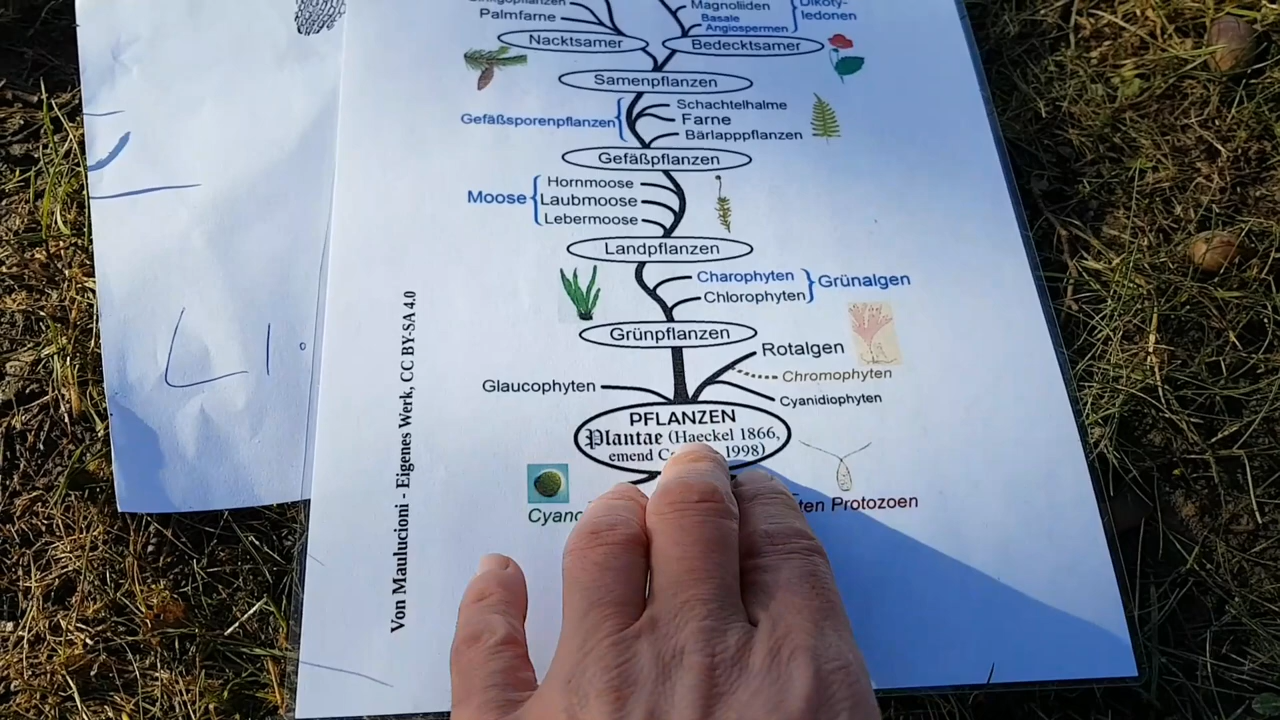 Magnoliiden
Palmfarne
Basale
Angiospermen
ledonen
Nacktsamer
Bedecktsamer
Samenpflanzen
Schachtelhalme
Gefäßsporenpflanzen
Farne
Bärlapppflanzen
Gefäßpflanzen
Hornmoose
Moose
Laubmoose
Lebermoose
Landpflanzen
Charophyten
Grünalgen
Chlorophyten
Grünpflanzen
Rotalgen
Chromophyten
Glaucophyten
Cyanidiophyten
PFLANZEN
Plantae (Haeckel 1866,
emend 1998)
Protozoen
Von Maulucioni - Eigenes Werk, CC BY-SA 4.0